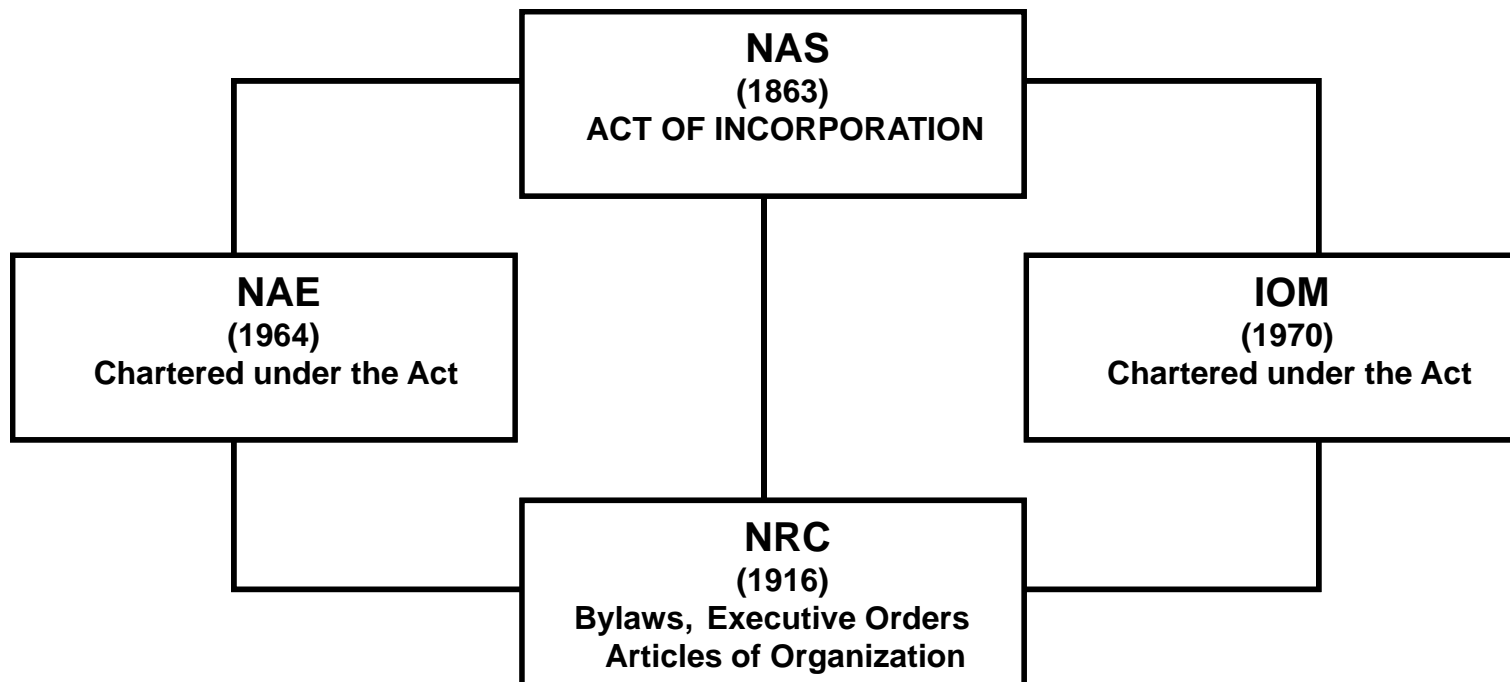 NAS
(1863)
ACT OF INCORPORATION
NAE
(1964)
Chartered under the Act
IOM
(1970)
Chartered under the Act
NRC
(1916)
Bylaws, Executive Orders
Articles of Organization